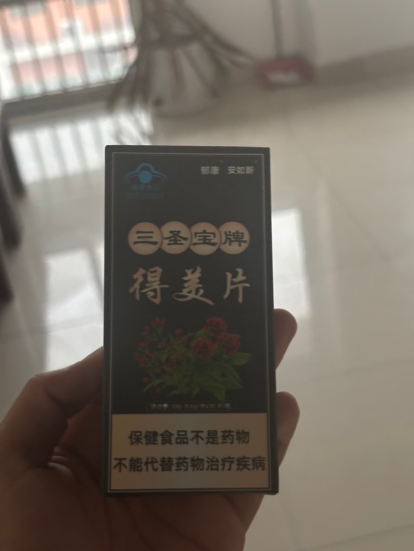 郁康 安如新
三圣宝牌
得美片
保健食品不是药物
不能代替药物治疗疾病